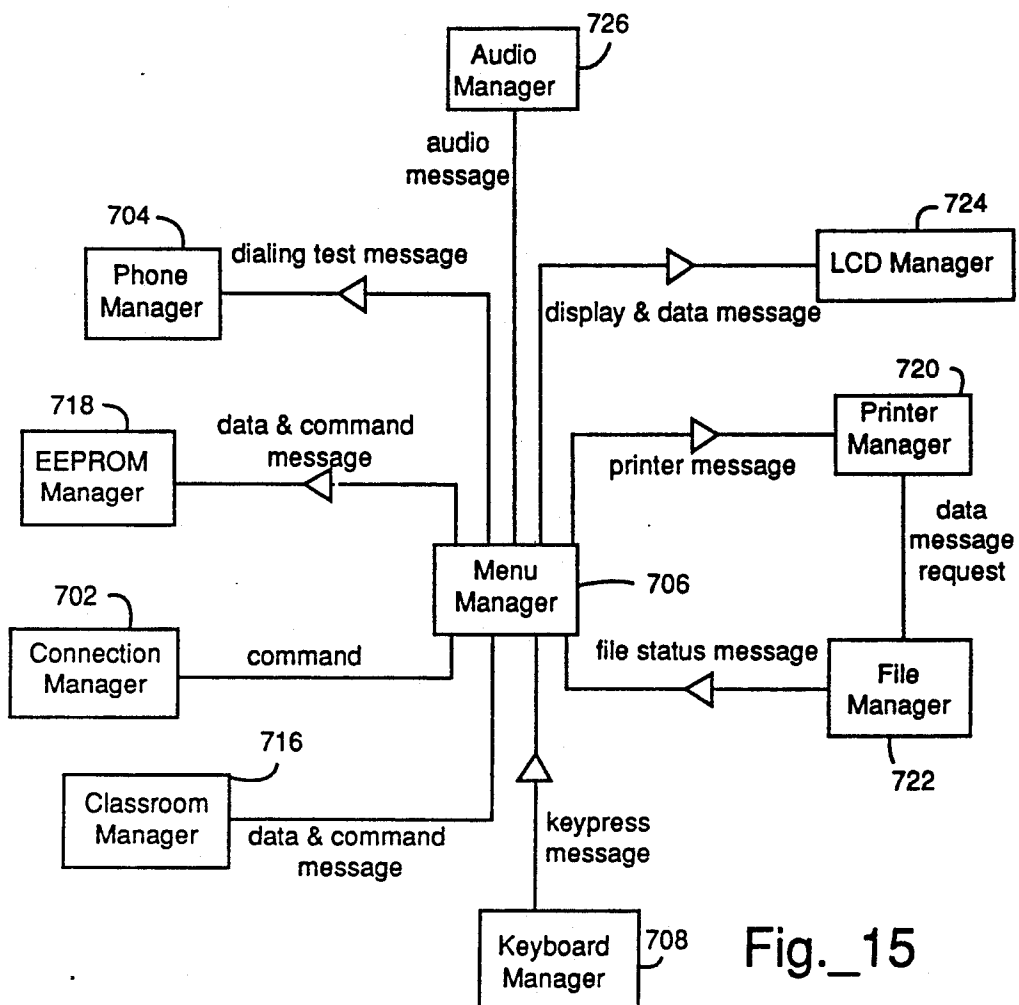 726
Audio
Manager
audio
message
704
724
dialing test message
Phone
Manager
LCD Manager
display & data message
718
720
data & command
message
EEPROM
Manager
Printer
Manager
printer message
data
message
request
Menu
Manager
706
702
Connection
Manager
command
file status message
File
Manager
716
722
Classroom
Manager
data & command
message
keypress
message
Keyboard
Manager
708
Fig._15